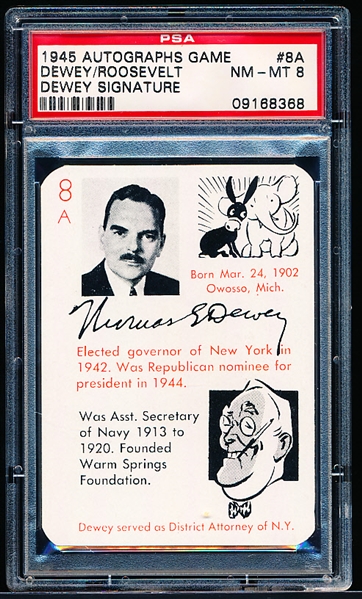 PSA
1945 AUTOGRAPHS GAME #8A
DEWEY/ROOSEVELT NM - MT 8
DEWEY SIGNATURE
09168368
8
A
Born Mar. 24, 1902
Owosso, Mich.
Thomas E. Dewey
Elected governor of New York in
1942. Was Republican nominee for
president in 1944.
Was Asst. Secretary
of Navy 1913 to
1920. Founded
Warm Springs
Foundation.
Dewey served as District Attorney of N.Y.